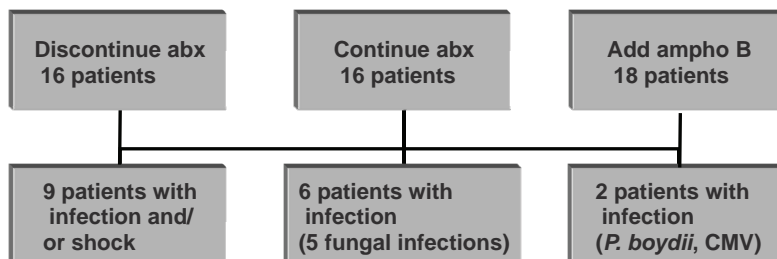 Discontinue abx
16 patients
Continue abx
16 patients
Add ampho B
18 patients
9 patients with
infection and/
or shock
6 patients with
infection
(5 fungal infections)
2 patients with
infection
(P. boydii, CMV)